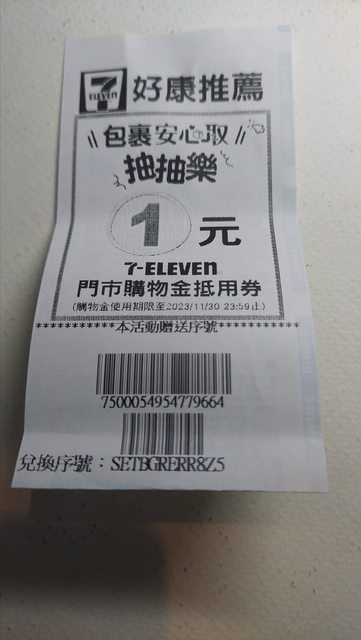 7 ELEVEN 好康推薦
包裹安心取
抽抽樂
1元
7-ELEVEN
門市購物金抵用券
(購物金使用期限至2023/11/30 23:59止)
***********本活動贈送序號***********
7500054954779664
兌換序號：SETBGRERR8Z5